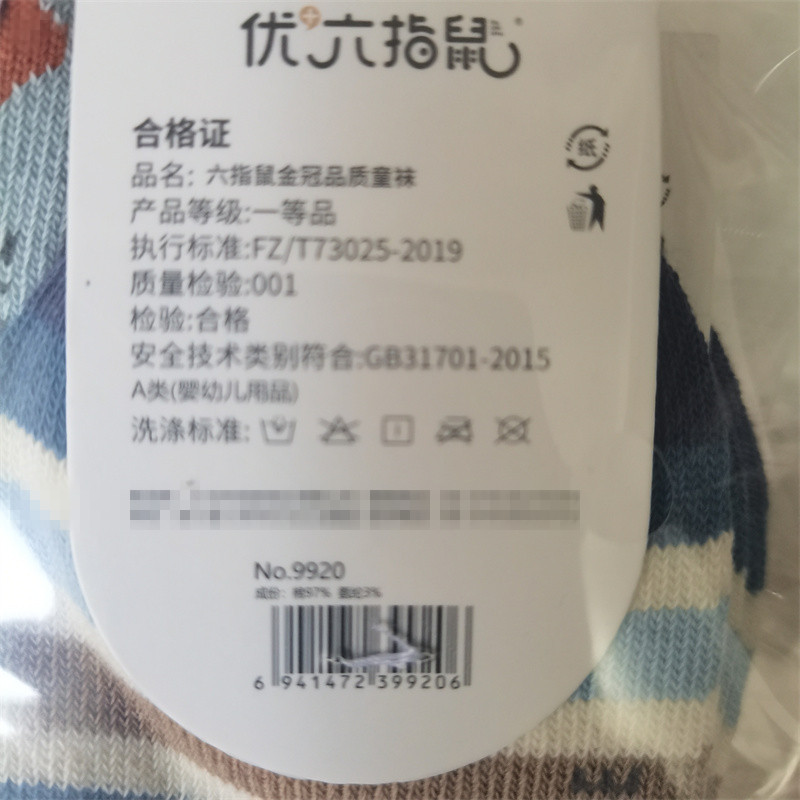 优六指鼠
合格证
纸
品名: 六指鼠金冠品质童袜
产品等级:一等品
执行标准:FZ/T73025-2019
质量检验:001
检验:合格
安全技术类别符合:GB31701-2015
A类(婴幼儿用品)
洗涤标准:
No.9920
成份: 棉97% 氨纶3%
6 941472 399206